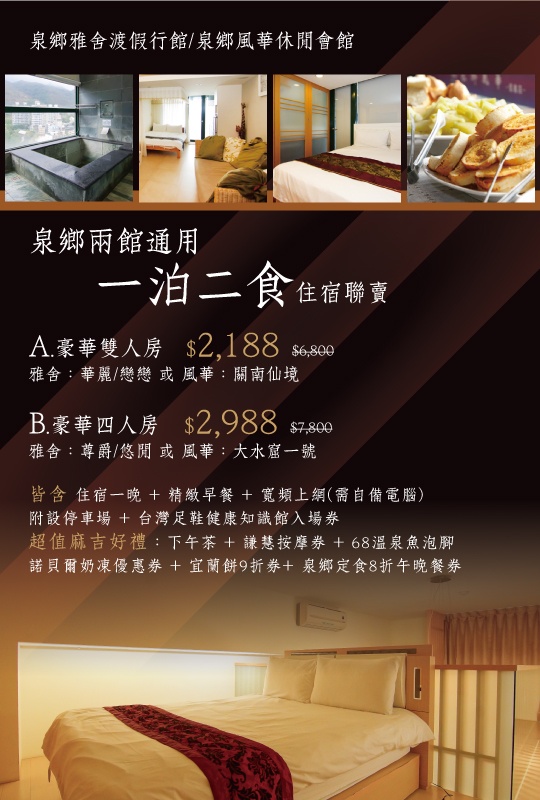 泉鄉雅舍渡假行館/泉鄉風華休閒會館
泉鄉兩館通用
一泊二食住宿聯賣
A.豪華雙人房 $2,188 $6,800
雅舍：華麗/戀戀 或 風華：關南仙境
B.豪華四人房 $2,988 $7,800
雅舍：尊爵/悠閒 或 風華：大水窟一號
皆含 住宿一晚 + 精緻早餐 + 寬頻上網(需自備電腦)
附設停車場 + 台灣足鞋健康知識館入場券
超值麻吉好禮：下午茶 + 謙慧按摩券 + 68溫泉魚泡腳
諾貝爾奶凍優惠券 + 宜蘭餅9折券+ 泉鄉定食8折午晚餐券